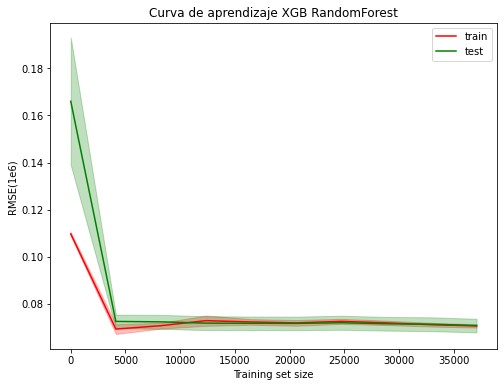 Curva de aprendizaje XGB RandomForest
train
test
RMSE(1e6)
0.18
0.16
0.14
0.12
0.10
0.08
0 5000 10000 15000 20000 25000 30000 35000
Training set size